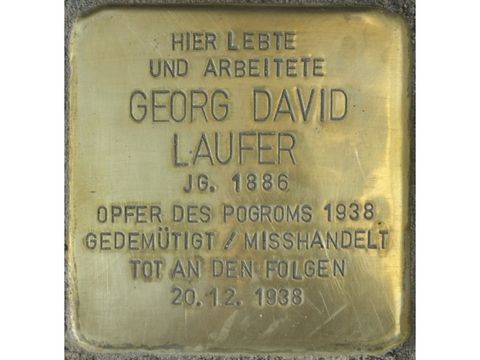 HIER LEBTE
UND ARBEITETE
GEORG DAVID
LAUFER
JG. 1886
OPFER DES POGROMS 1938
GEDEMÜTIGT / MISSHANDELT
TOT AN DEN FOLGEN
20.12. 1938